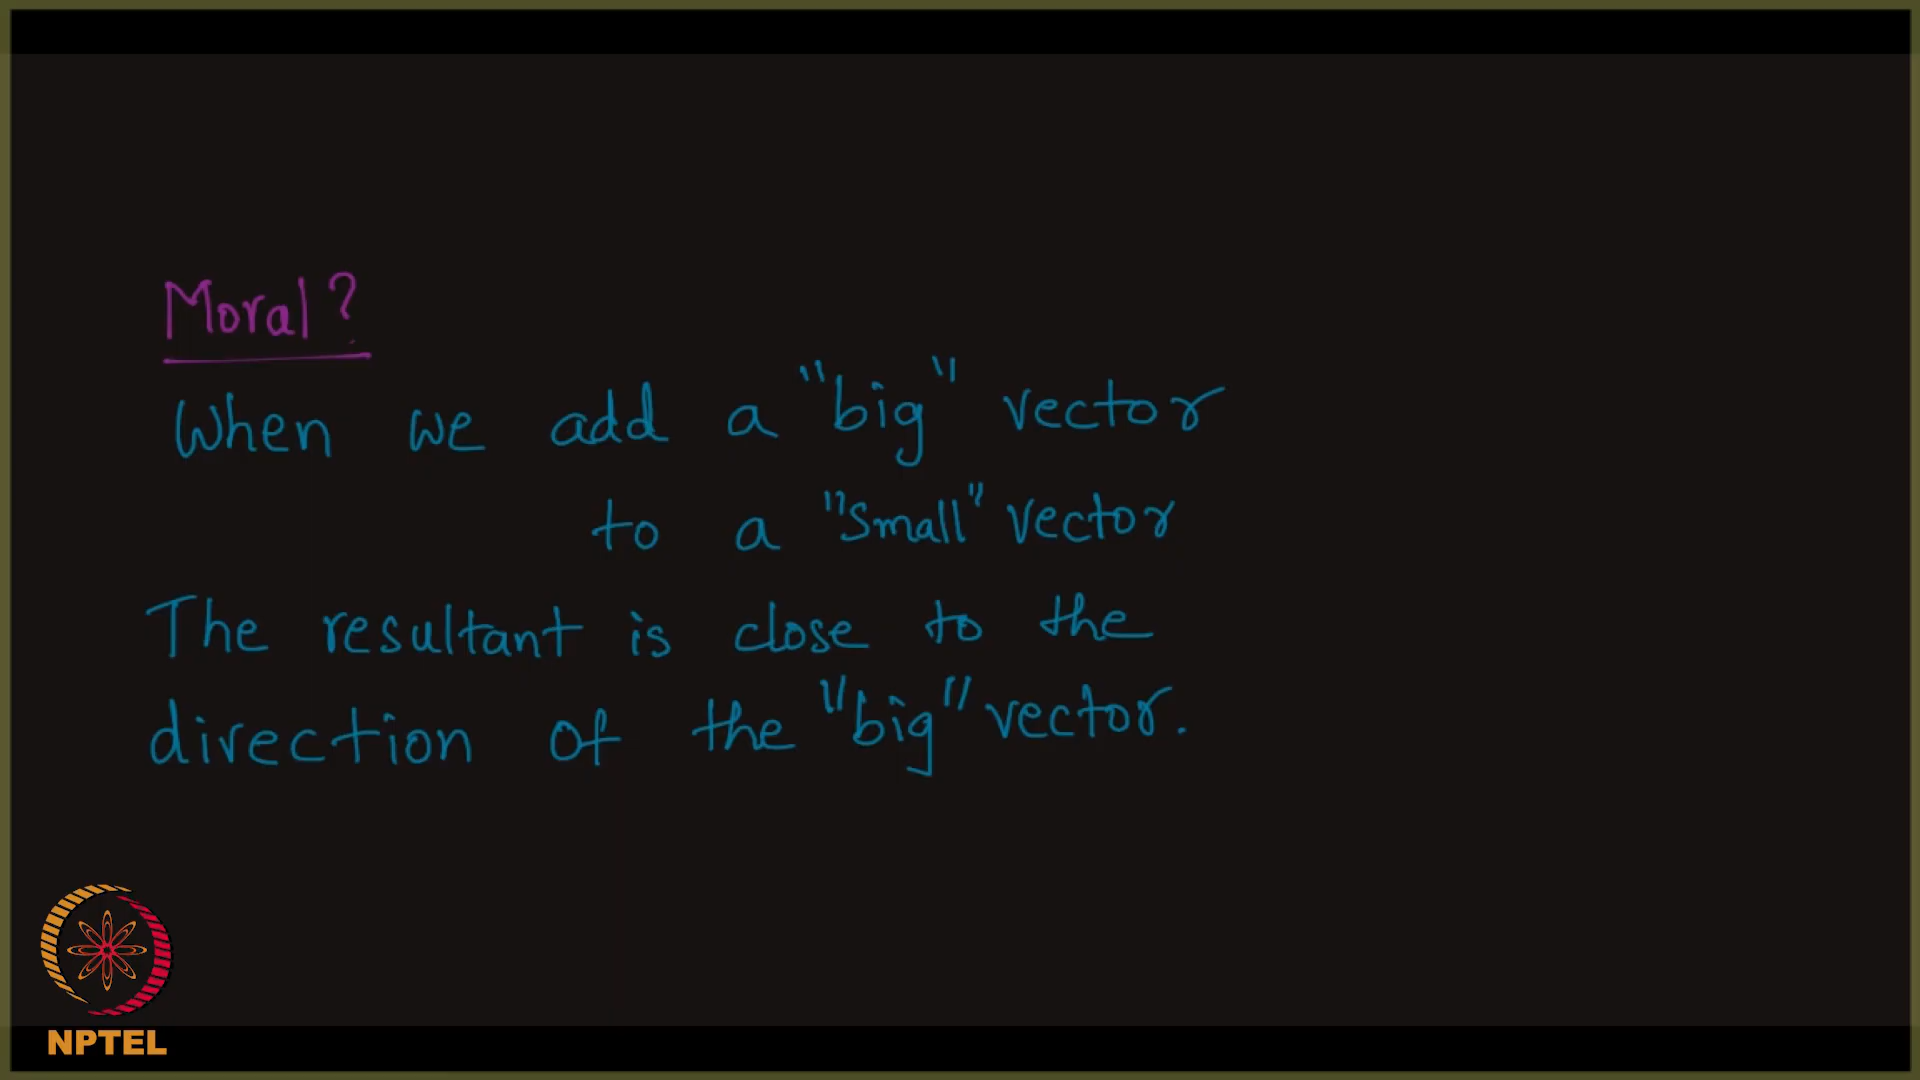 Moral?
When we add a "big" vector
to a "small" vector
The resultant is close to the
direction of the "big" vector.
NPTEL